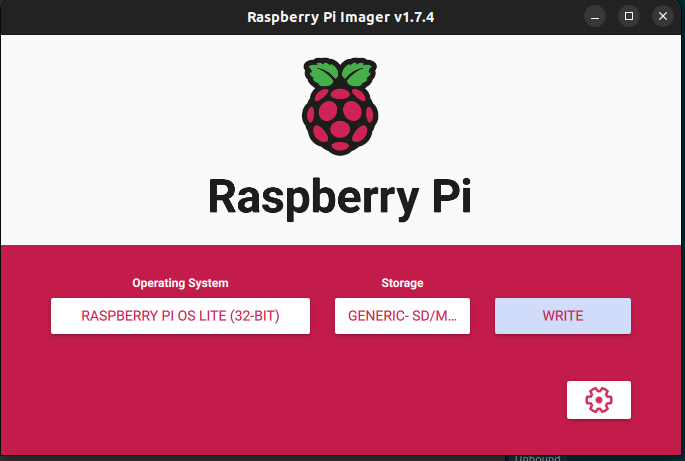 Raspberry Pi Imager v1.7.4
Raspberry Pi
Operating System
Storage
RASPBERRY PI OS LITE (32-BIT)
GENERIC- SD/M...
WRITE
Unbound